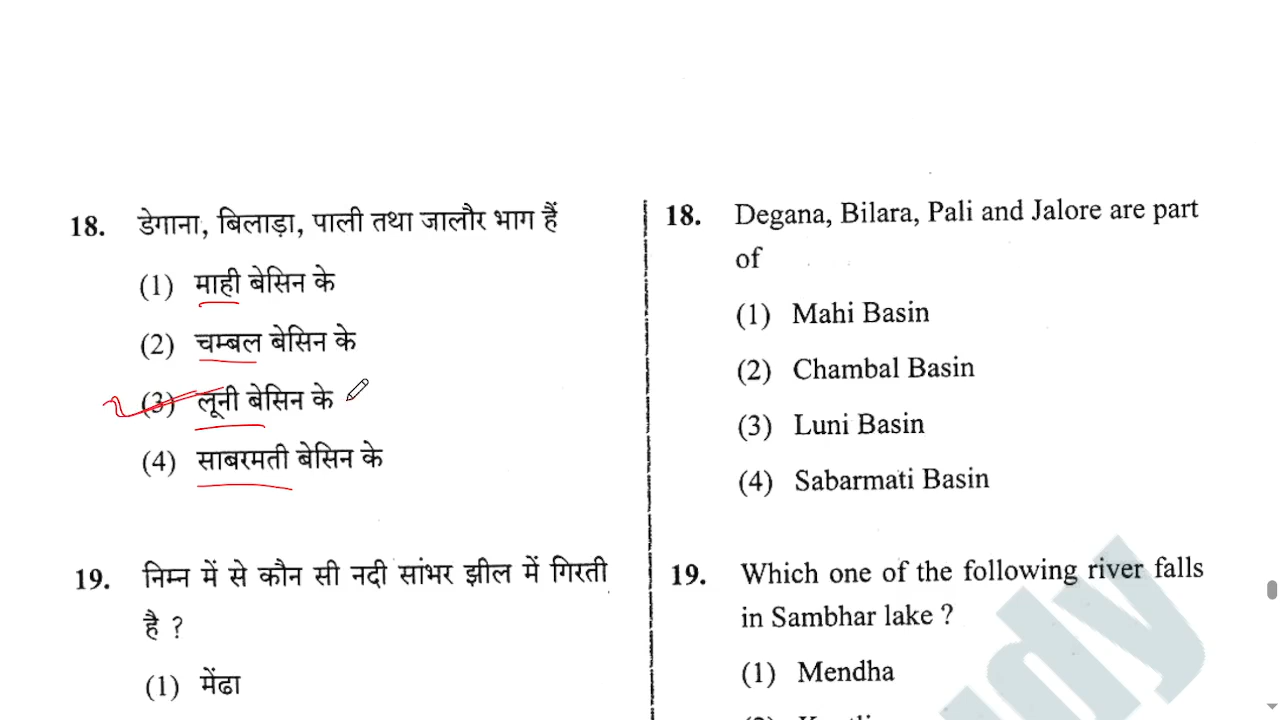 18. डेगाना, बिलाड़ा, पाली तथा जालौर भाग हैं
(1) माही बेसिन के
(2) चम्बल बेसिन के
(3) लूनी बेसिन के
(4) साबरमती बेसिन के
19. निम्न में से कौन सी नदी सांभर झील में गिरती
है ?
(1) मेंढा
18. Degana, Bilara, Pali and Jalore are part
of
(1) Mahi Basin
(2) Chambal Basin
(3) Luni Basin
(4) Sabarmati Basin
19. Which one of the following river falls
in Sambhar lake ?
(1) Mendha